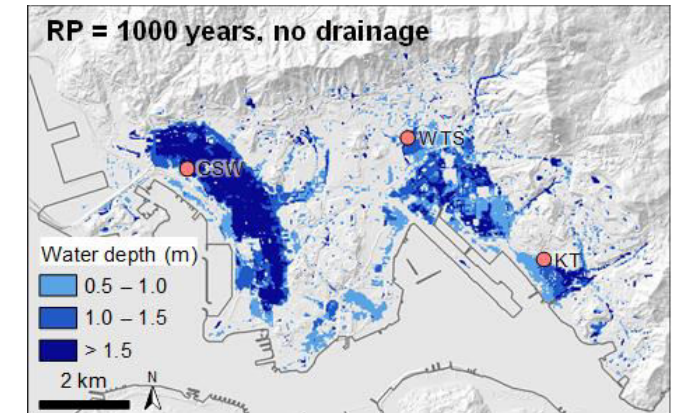 RP = 1000 years, no drainage
WTS
CSW
KT
Water depth (m)
0.5 – 1.0
1.0 – 1.5
> 1.5
2 km
N